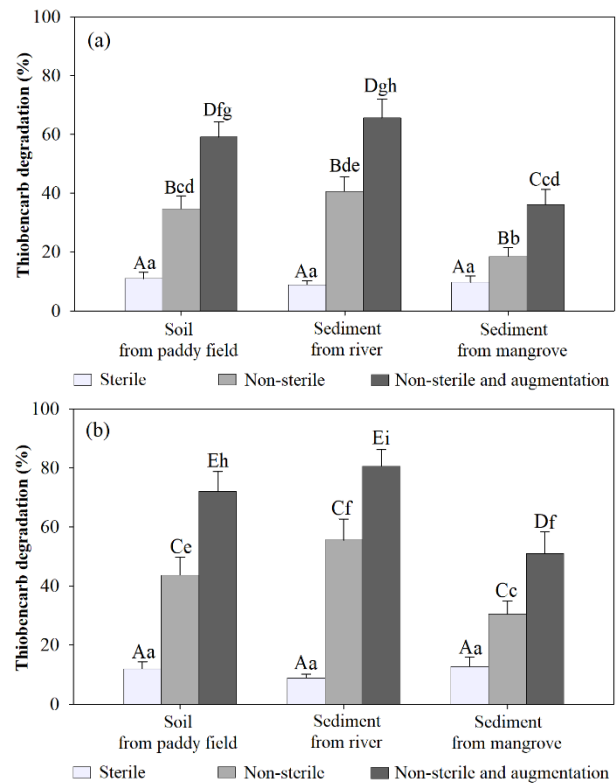 (a)
Thiobencarb degradation (%)
100
80
60
40
20
0
Aa
Bcd
Dfg
Aa
Bde
Dgh
Aa
Bb
Ccd
Soil
from paddy field
Sediment
from river
Sediment
from mangrove
Sterile
Non-sterile
Non-sterile and augmentation
(b)
Thiobencarb degradation (%)
100
80
60
40
20
0
Aa
Ce
Eh
Aa
Cf
Ei
Aa
Cc
Df
Soil
from paddy field
Sediment
from river
Sediment
from mangrove
Sterile
Non-sterile
Non-sterile and augmentation